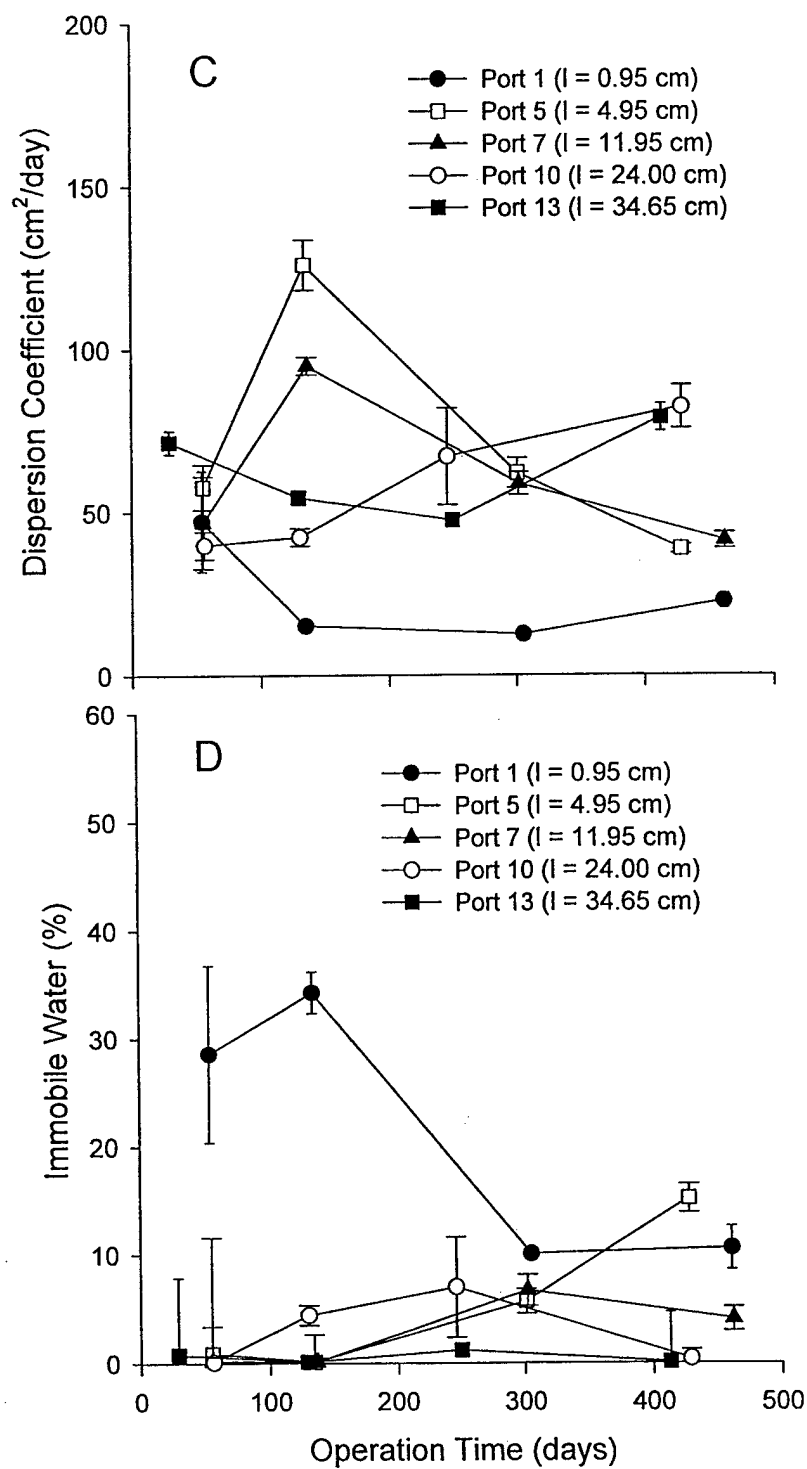 200
C
Port 1 (l = 0.95 cm)
Port 5 (l = 4.95 cm)
Port 7 (l = 11.95 cm)
Port 10 (l = 24.00 cm)
Port 13 (l = 34.65 cm)
150
100
50
0
Dispersion Coefficient (cm²/day)
60
D
Port 1 (l = 0.95 cm)
Port 5 (l = 4.95 cm)
Port 7 (l = 11.95 cm)
Port 10 (l = 24.00 cm)
Port 13 (l = 34.65 cm)
50
40
30
20
10
0
Immobile Water (%)
0 100 200 300 400 500
Operation Time (days)